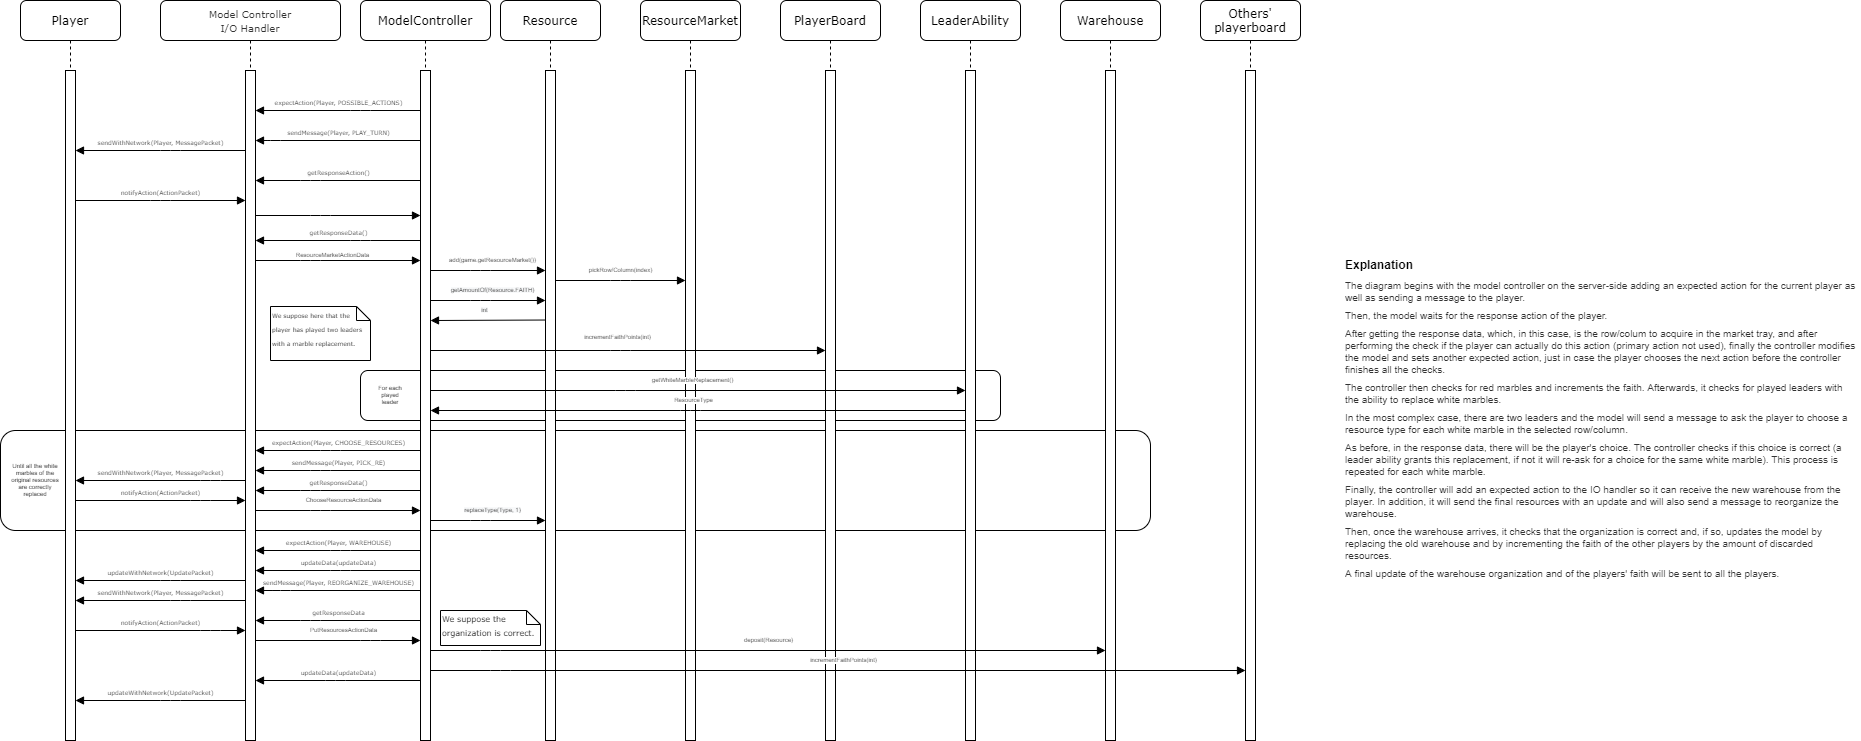 Player
Model Controller
I/O Handler
ModelController
Resource
ResourceMarket
PlayerBoard
LeaderAbility
Warehouse
Others'
playerboard
expectAction(Player, POSSIBLE_ACTIONS)
sendMessage(Player, PLAY_TURN)
sendWithNetwork(Player, MessagePacket)
getResponseAction()
notifyAction(ActionPacket)
getResponseData()
ResourceMarketActionData
add(game.getResourceMarket())
pickRow/Column(index)
getAmountOf(Resource.FAITH)
int
We suppose here that the
player has played two leaders
with a marble replacement.
incrementFaithPoints(int)
For each
played
leader
getWhiteMarbleReplacement()
ResourceType
Until all the white
marbles of the
original resources
are correctly
replaced
expectAction(Player, CHOOSE_RESOURCES)
sendMessage(Player, PICK_RE)
sendWithNetwork(Player, MessagePacket)
getResponseData()
notifyAction(ActionPacket)
ChooseResourceActionData
replaceType(Type, 1)
expectAction(Player, WAREHOUSE)
updateData(updateData)
updateWithNetwork(UpdatePacket)
sendMessage(Player, REORGANIZE_WAREHOUSE)
sendWithNetwork(Player, MessagePacket)
getResponseData
notifyAction(ActionPacket)
PutResourcesActionData
We suppose the
organization is correct.
deposit(Resource)
incrementFaithPoints(int)
updateData(updateData)
updateWithNetwork(UpdatePacket)
Explanation
The diagram begins with the model controller on the server-side adding an expected action for the current player as
well as sending a message to the player.
Then, the model waits for the response action of the player.
After getting the response data, which, in this case, is the row/colum to acquire in the market tray, and after
performing the check if the player can actually do this action (primary action not used), finally the controller modifies
the model and sets another expected action, just in case the player chooses the next action before the controller
finishes all the checks.
The controller then checks for red marbles and increments the faith. Afterwards, it checks for played leaders with
the ability to replace white marbles.
In the most complex case, there are two leaders and the model will send a message to ask the player to choose a
resource type for each white marble in the selected row/column.
As before, in the response data, there will be the player's choice. The controller checks if this choice is correct (a
leader ability grants this replacement, if not it will re-ask for a choice for the same white marble). This process is
repeated for each white marble.
Finally, the controller will add an expected action to the IO handler so it can receive the new warehouse from the
player. In addition, it will send the final resources with an update and will also send a message to reorganize the
warehouse.
Then, once the warehouse arrives, it checks that the organization is correct and, if so, updates the model by
replacing the old warehouse and by incrementing the faith of the other players by the amount of discarded
resources.
A final update of the warehouse organization and of the players' faith will be sent to all the players.